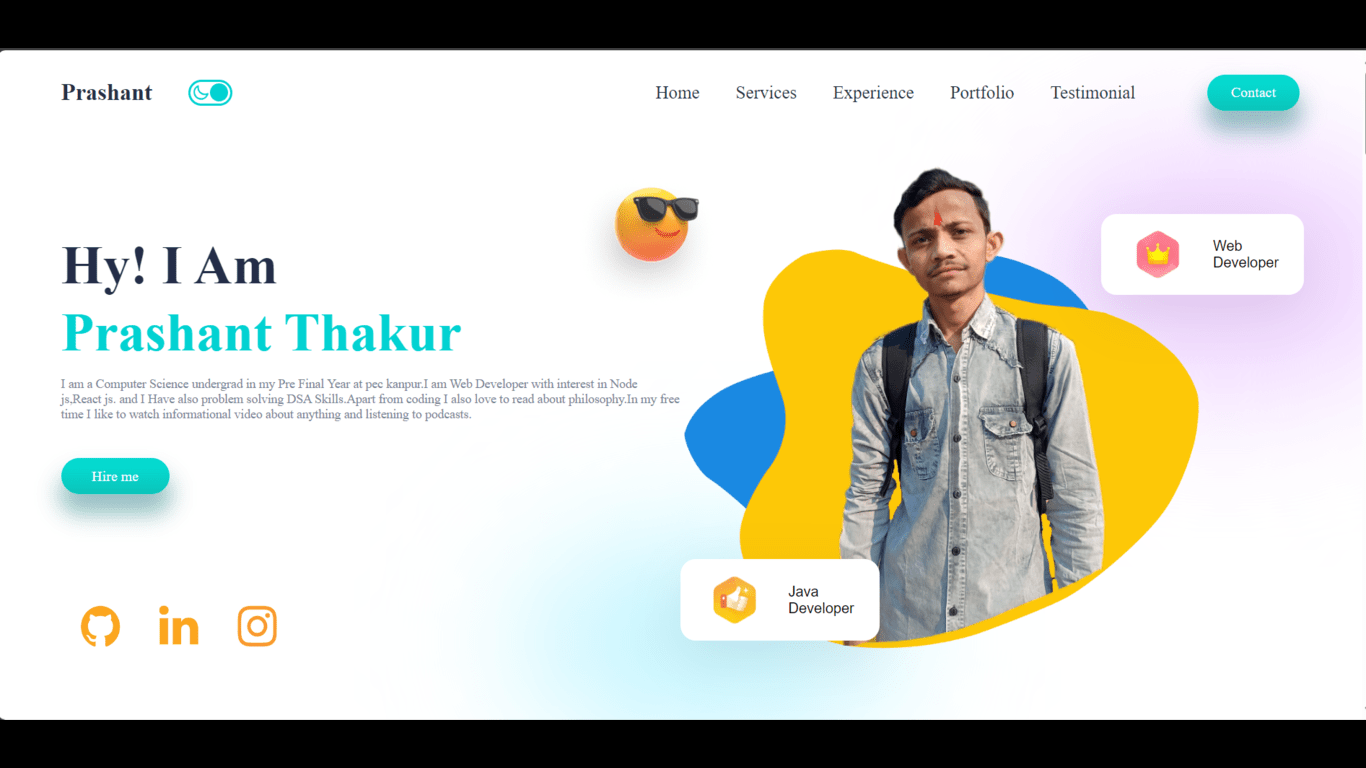 Prashant
Home Services Experience Portfolio Testimonial Contact
Web
Developer
Hy! I Am
Prashant Thakur
I am a Computer Science undergrad in my Pre Final Year at pec kanpur.I am Web Developer with interest in Node
js,React js. and I Have also problem solving DSA Skills.Apart from coding I also love to read about philosophy.In my free
time I like to watch informational video about anything and listening to podcasts.
Hire me
Java
Developer